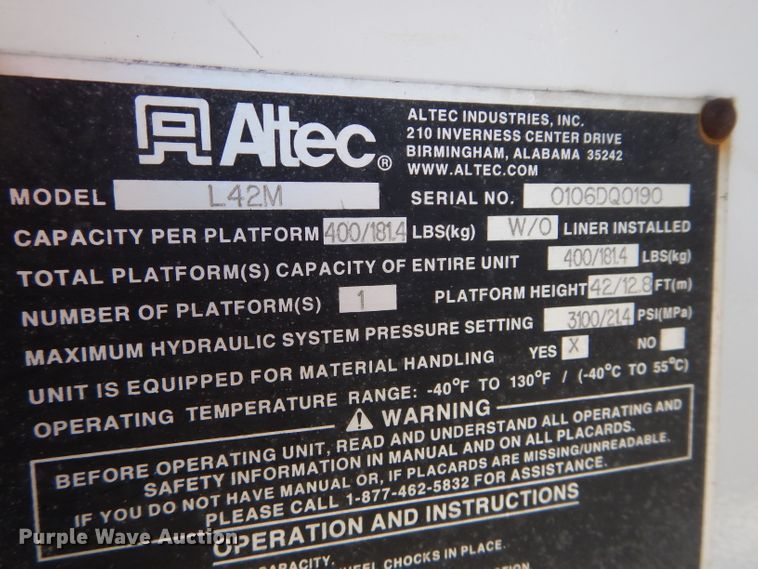 Altec®
ALTEC INDUSTRIES, INC.
210 INVERNESS CENTER DRIVE
BIRMINGHAM, ALABAMA 35242
WWW.ALTEC.COM
MODEL L42M SERIAL NO. 0106DQ0190
CAPACITY PER PLATFORM 400/181.4 LBS(kg) W/O LINER INSTALLED
TOTAL PLATFORM(S) CAPACITY OF ENTIRE UNIT 400/181.4 LBS(kg)
NUMBER OF PLATFORM(S) 1 PLATFORM HEIGHT 42/12.8 FT(m)
MAXIMUM HYDRAULIC SYSTEM PRESSURE SETTING 3100/21.4 PSI(MPa)
UNIT IS EQUIPPED FOR MATERIAL HANDLING YES X NO
OPERATING TEMPERATURE RANGE: -40°F TO 130°F / (-40°C TO 55°C)
WARNING
BEFORE OPERATING UNIT, READ AND UNDERSTAND ALL OPERATING AND
SAFETY INFORMATION IN MANUAL AND ON ALL PLACARDS.
IF YOU DO NOT HAVE MANUAL OR, IF PLACARDS ARE MISSING/UNREADABLE,
PLEASE CALL 1-877-462-5832 FOR ASSISTANCE.
OPERATION AND INSTRUCTIONS
CAPACITY.
WHEEL CHOCKS IN PLACE.
Purple Wave Auction